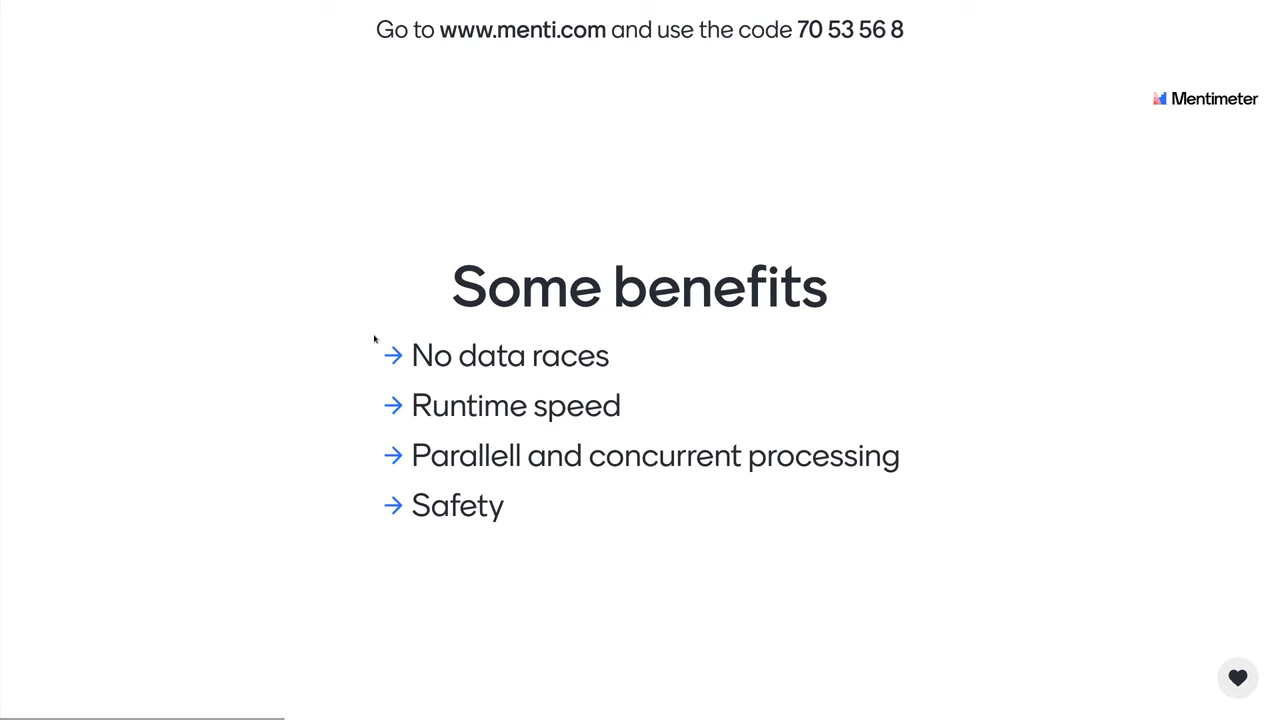 Go to www.menti.com and use the code 70 53 56 8
Mentimeter
Some benefits
→ No data races
→ Runtime speed
→ Parallell and concurrent processing
→ Safety